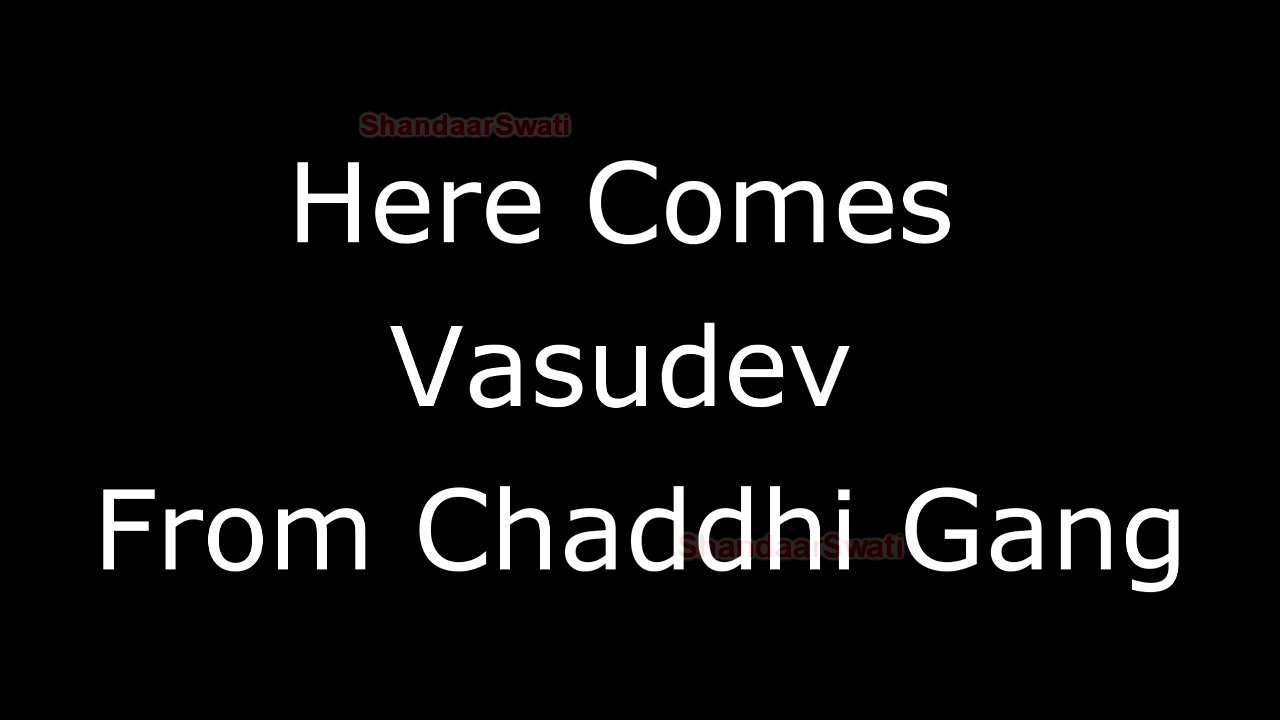 ShandaarSwati
Here Comes
Vasudev
From Chaddhi Gang
ShandaarSwati